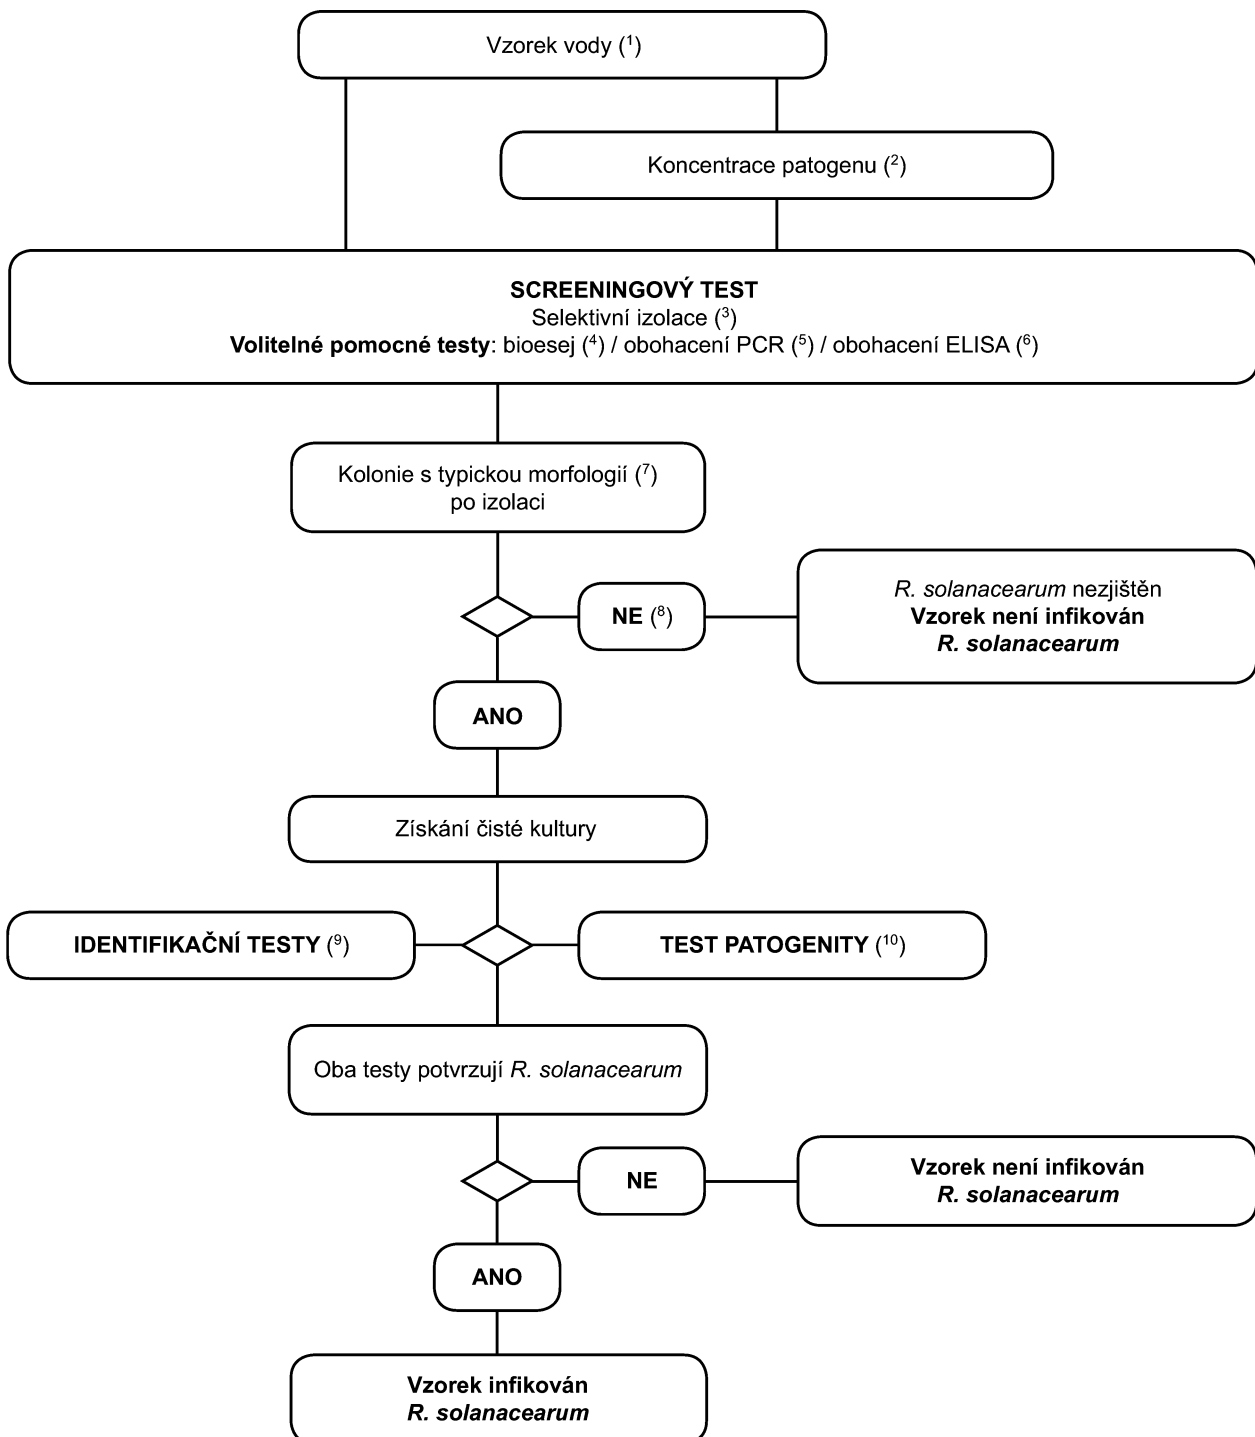 Vzorek vody (¹)
Koncentrace patogenu (²)
SCREENINGOVÝ TEST
Selektivní izolace (³)
Volitelné pomocné testy: bioesej (⁴) / obohacení PCR (⁵) / obohacení ELISA (⁶)
Kolonie s typickou morfologií (⁷)
po izolaci
NE (⁸)
R. solanacearum nezjištěn
Vzorek není infikován
R. solanacearum
ANO
Získání čisté kultury
IDENTIFIKAČNÍ TESTY (⁹)
TEST PATOGENITY (¹⁰)
Oba testy potvrzují R. solanacearum
NE
Vzorek není infikován
R. solanacearum
ANO
Vzorek infikován
R. solanacearum